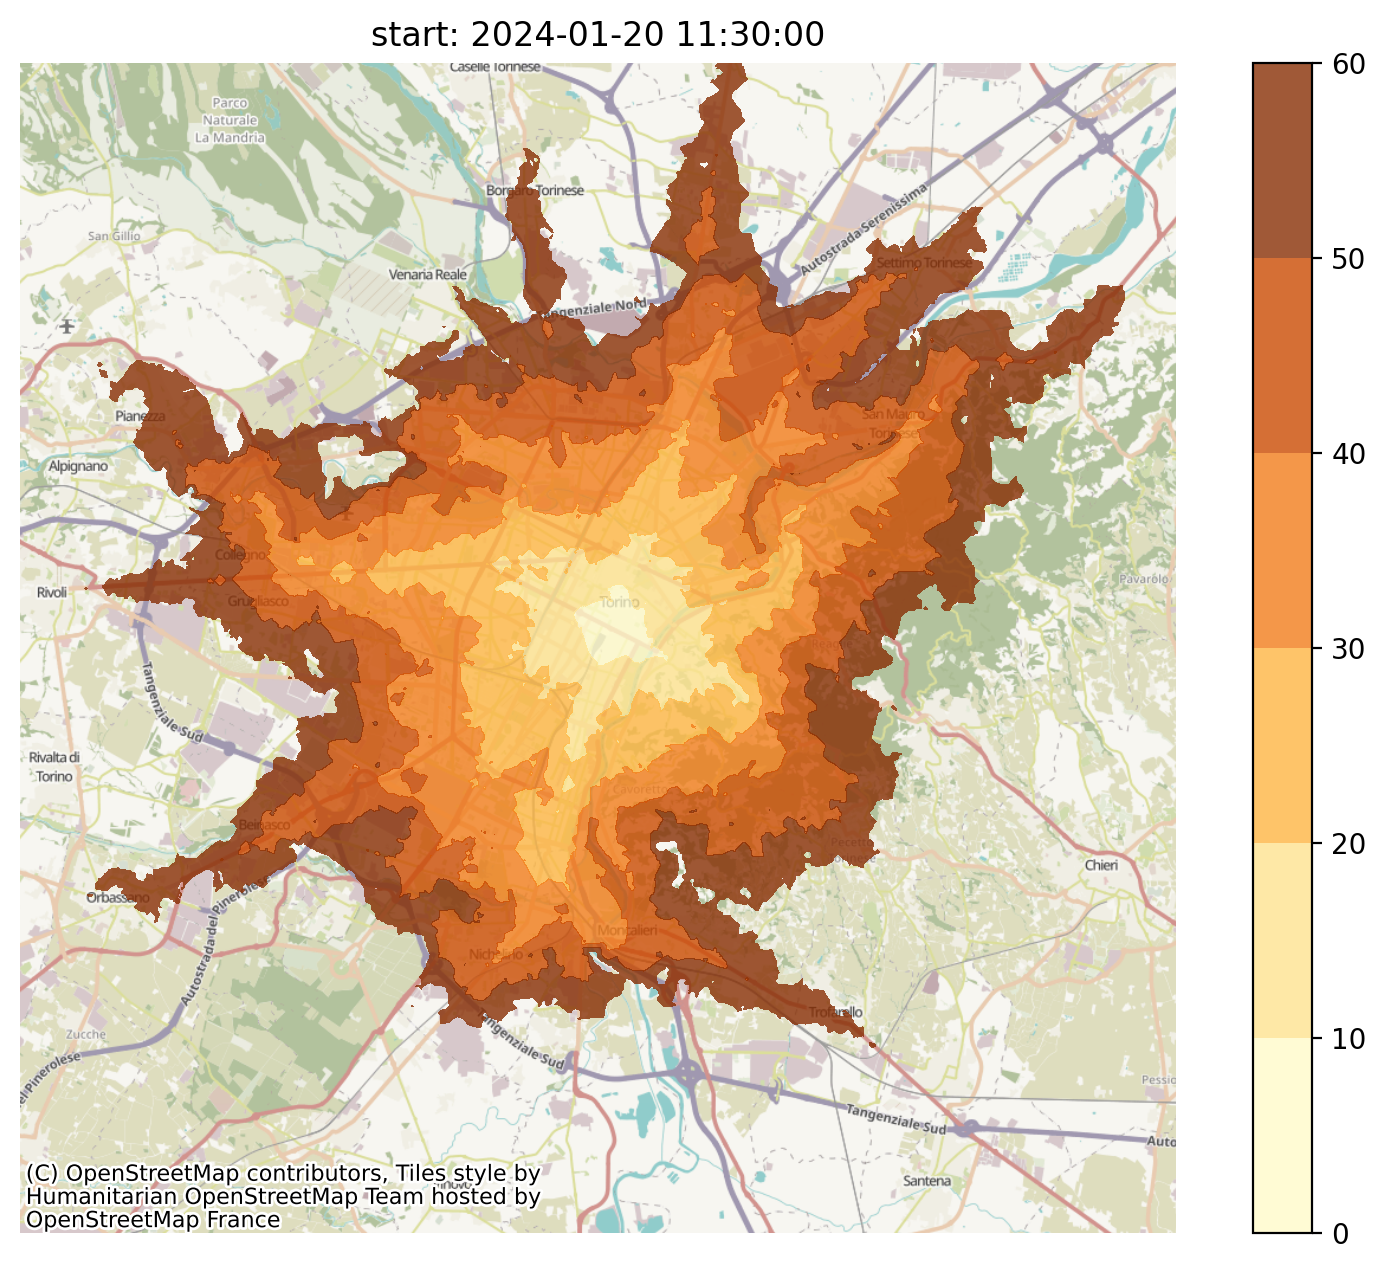 start: 2024-01-20 11:30:00
Caselle Torinese
Parco
Naturale
La Mandria
Borgaro Torinese
San Gillio
Venaria Reale
Autostrada Serenissima
Settimo Torinese
Tangenziale Nord
Pianezza
San Mauro
Torinese
Alpignano
Collegno
Rivoli
Grugliasco
Torino
Pavarolo
Tangenziale Sud
Rivalta di
Torino
Cavoretto
Beinasco
Pecetto
Chieri
Orbassano
Autostrada del Pinerolese
Moncalieri
Nichelino
Trofarello
Zucche
Tangenziale Sud
Pessio
Tangenziale Sud
Auto
Santena
(C) OpenStreetMap contributors, Tiles style by
Humanitarian OpenStreetMap Team hosted by
OpenStreetMap France
60
50
40
30
20
10
0